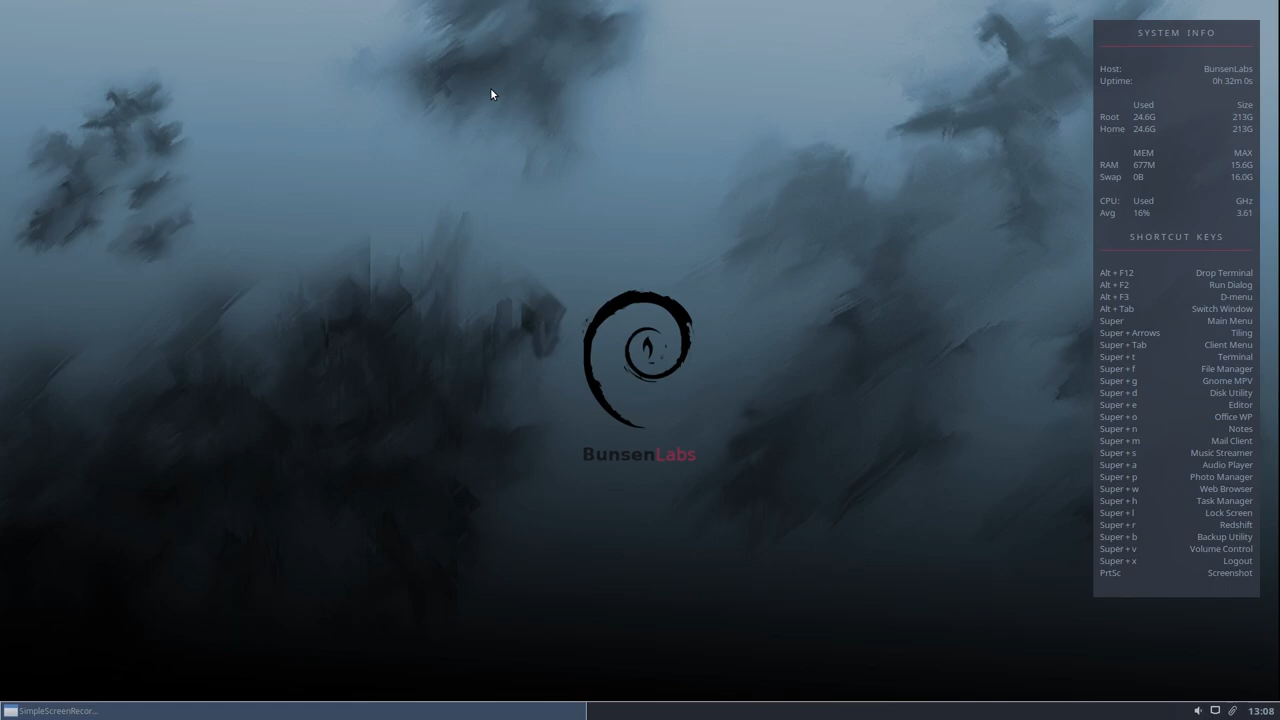 SYSTEM INFO
Host: BunsenLabs
Uptime: 0h 32m 0s
Used Size
Root 24.6G 213G
Home 24.6G 213G
MEM MAX
RAM 677M 15.6G
Swap 0B 16.0G
CPU: Used GHz
Avg 16% 3.61
SHORTCUT KEYS
Alt + F12 Drop Terminal
Alt + F2 Run Dialog
Alt + F3 D-menu
Alt + Tab Switch Window
Super Main Menu
Super + Arrows Tiling
Super + Tab Client Menu
Super + t Terminal
Super + f File Manager
Super + g Gnome MPV
Super + d Disk Utility
Super + e Editor
Super + o Office WP
Super + n Notes
Super + m Mail Client
Super + s Music Streamer
Super + a Audio Player
Super + p Photo Manager
Super + w Web Browser
Super + h Task Manager
Super + l Lock Screen
Super + r Redshift
Super + b Backup Utility
Super + v Volume Control
Super + x Logout
PrtSc Screenshot
BunsenLabs
SimpleScreenRecor...
13:08